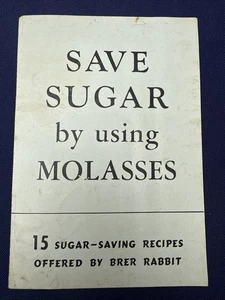 SAVE
SUGAR
by using
MOLASSES
15 SUGAR-SAVING RECIPES
OFFERED BY BRER RABBIT